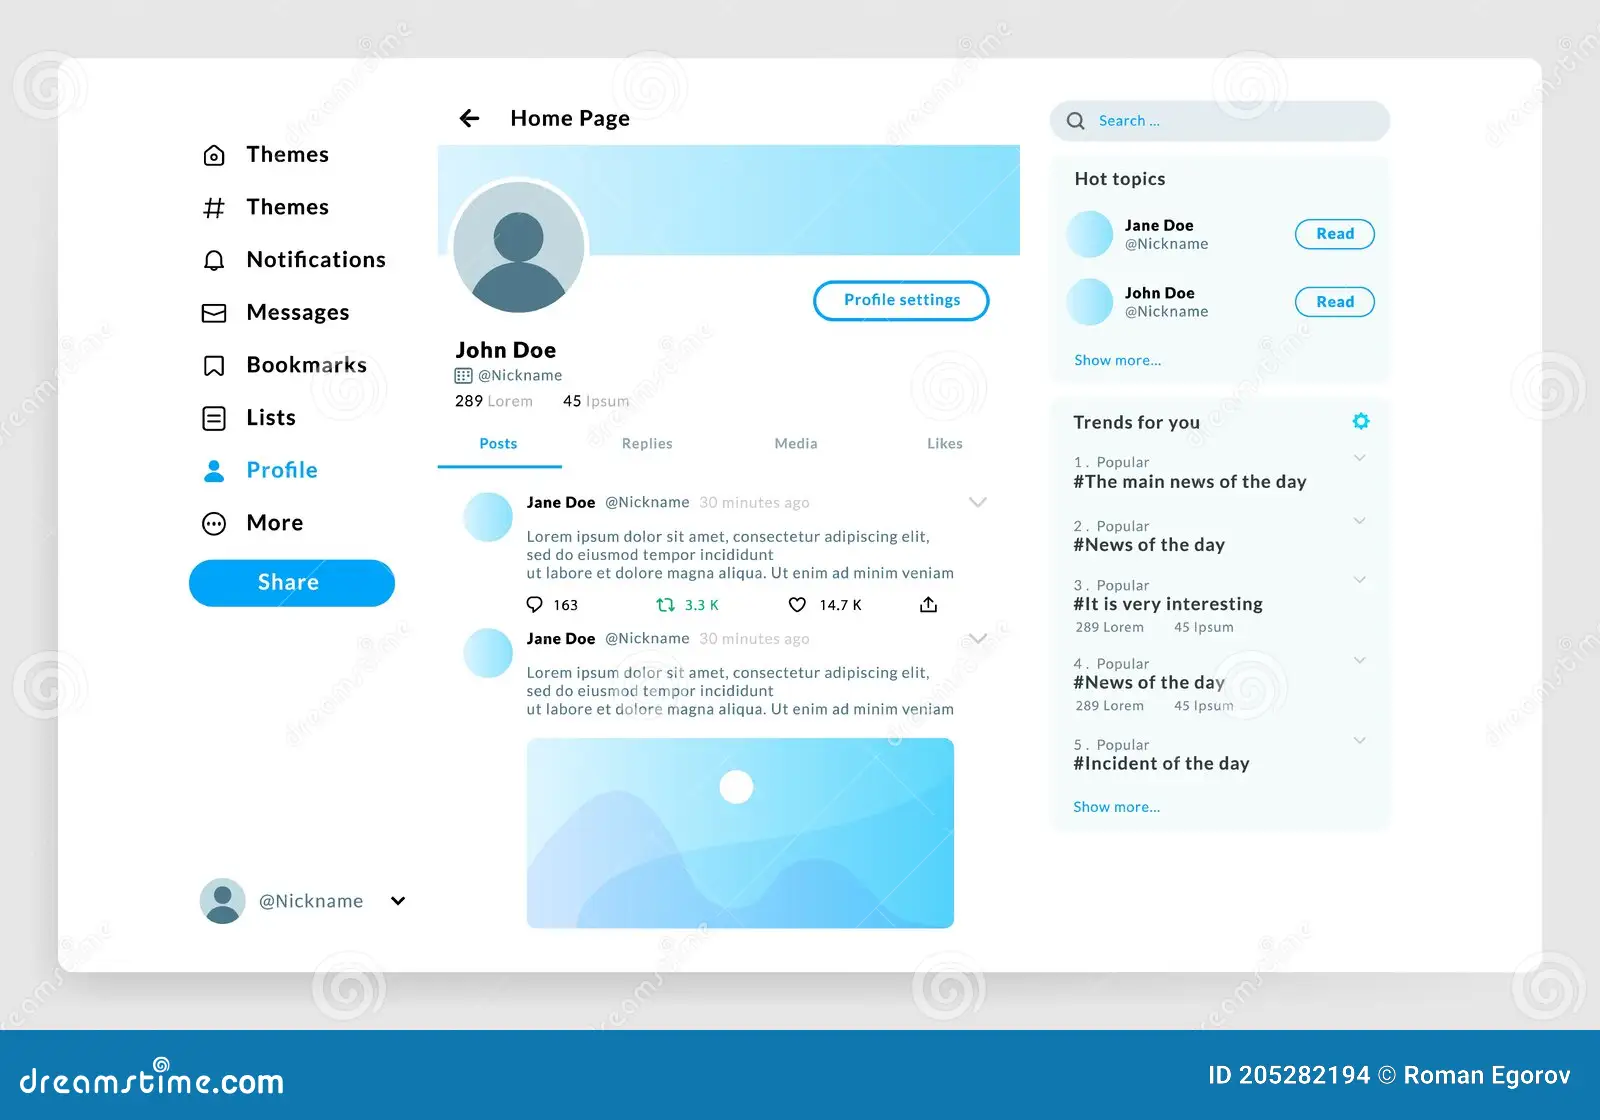 Home Page
Search ...
Themes
Themes
Notifications
Messages
Bookmarks
Lists
Profile
More
Share
@Nickname
Profile settings
John Doe
@Nickname
289 Lorem 45 Ipsum
Posts Replies Media Likes
Jane Doe @Nickname 30 minutes ago
Lorem ipsum dolor sit amet, consectetur adipiscing elit,
sed do eiusmod tempor incididunt
ut labore et dolore magna aliqua. Ut enim ad minim veniam
163 3.3 K 14.7 K
Jane Doe @Nickname 30 minutes ago
Lorem ipsum dolor sit amet, consectetur adipiscing elit,
sed do eiusmod tempor incididunt
ut labore et dolore magna aliqua. Ut enim ad minim veniam
Hot topics
Jane Doe
@Nickname
Read
John Doe
@Nickname
Read
Show more...
Trends for you
1. Popular
#The main news of the day
2. Popular
#News of the day
3. Popular
#It is very interesting
289 Lorem 45 Ipsum
4. Popular
#News of the day
289 Lorem 45 Ipsum
5. Popular
#Incident of the day
Show more...
dreamstime.com
ID 205282194 © Roman Egorov